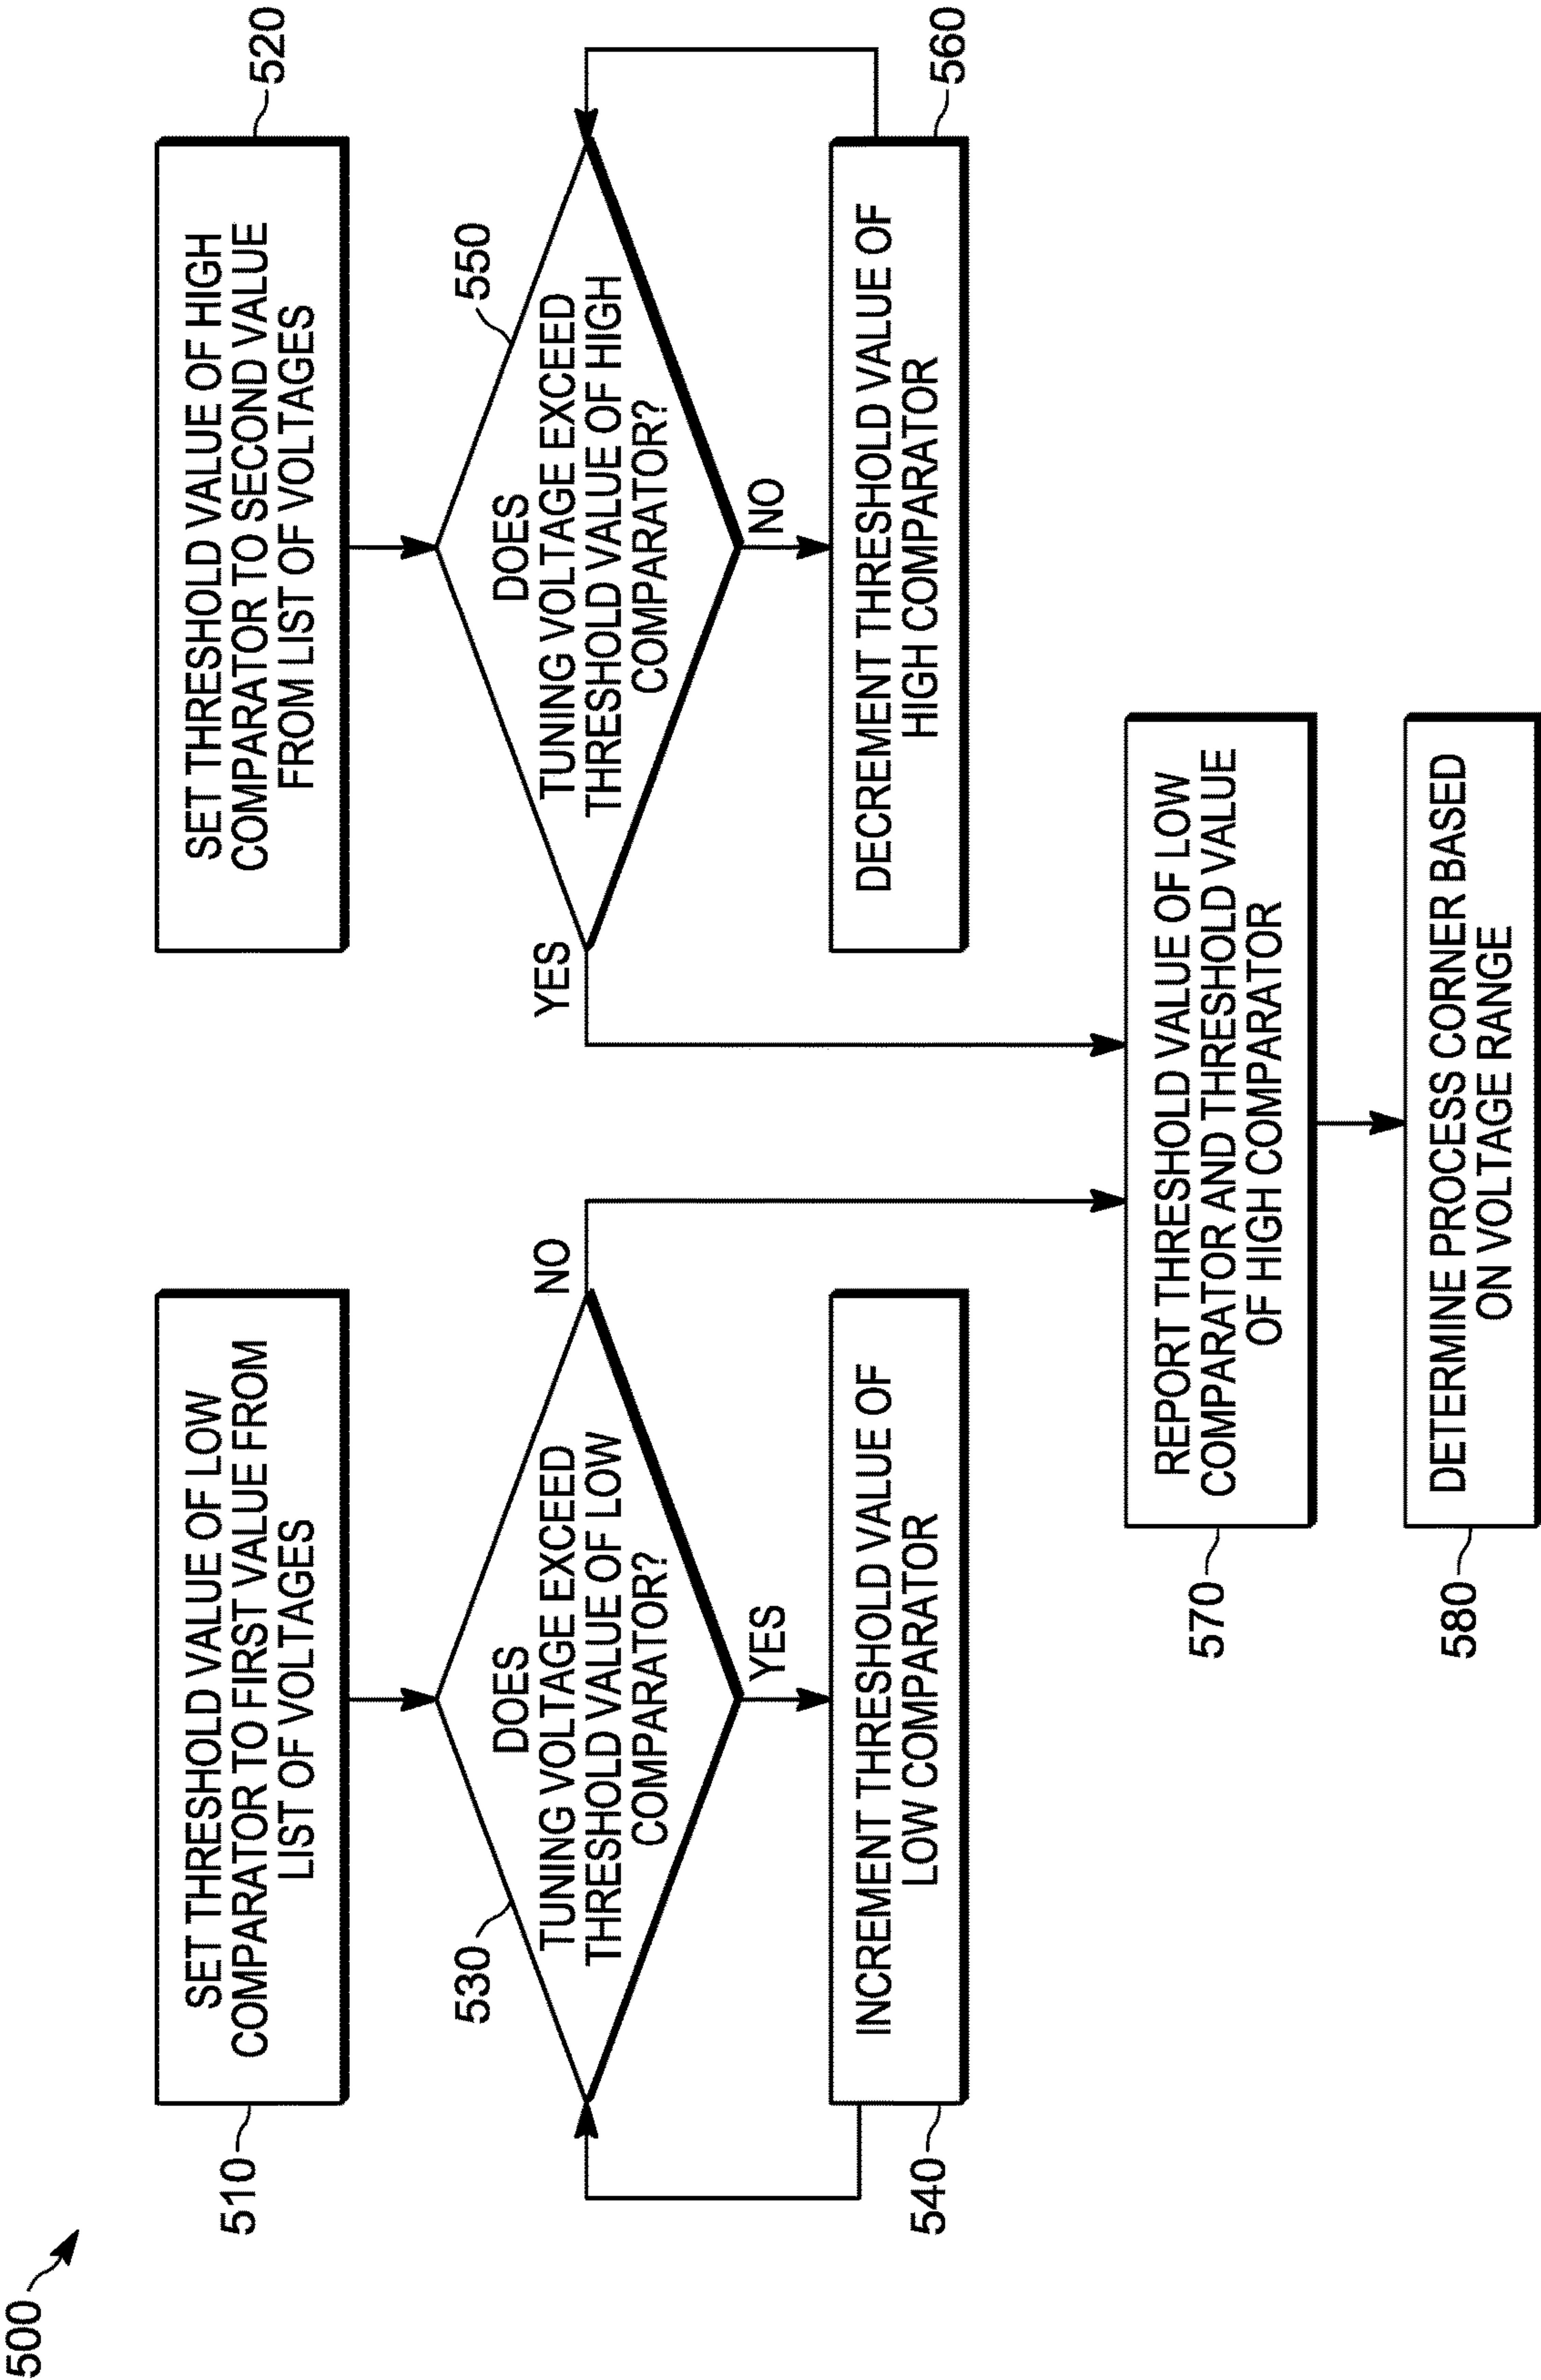 500
510
SET THRESHOLD VALUE OF LOW
COMPARATOR TO FIRST VALUE FROM
LIST OF VOLTAGES
520
SET THRESHOLD VALUE OF HIGH
COMPARATOR TO SECOND VALUE
FROM LIST OF VOLTAGES
530
DOES
TUNING VOLTAGE EXCEED
THRESHOLD VALUE OF LOW
COMPARATOR?
NO
YES
550
DOES
TUNING VOLTAGE EXCEED
THRESHOLD VALUE OF HIGH
COMPARATOR?
YES
NO
540
INCREMENT THRESHOLD VALUE OF
LOW COMPARATOR
560
DECREMENT THRESHOLD VALUE OF
HIGH COMPARATOR
570
REPORT THRESHOLD VALUE OF LOW
COMPARATOR AND THRESHOLD VALUE
OF HIGH COMPARATOR
580
DETERMINE PROCESS CORNER BASED
ON VOLTAGE RANGE